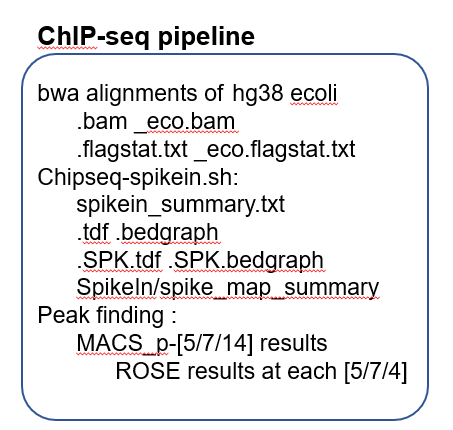 ChIP-seq pipeline
bwa alignments of hg38 ecoli
.bam _eco.bam
.flagstat.txt _eco.flagstat.txt
Chipseq-spikein.sh:
spikein_summary.txt
.tdf .bedgraph
.SPK.tdf .SPK.bedgraph
SpikeIn/spike_map_summary
Peak finding :
MACS_p-[5/7/14] results
ROSE results at each [5/7/4]